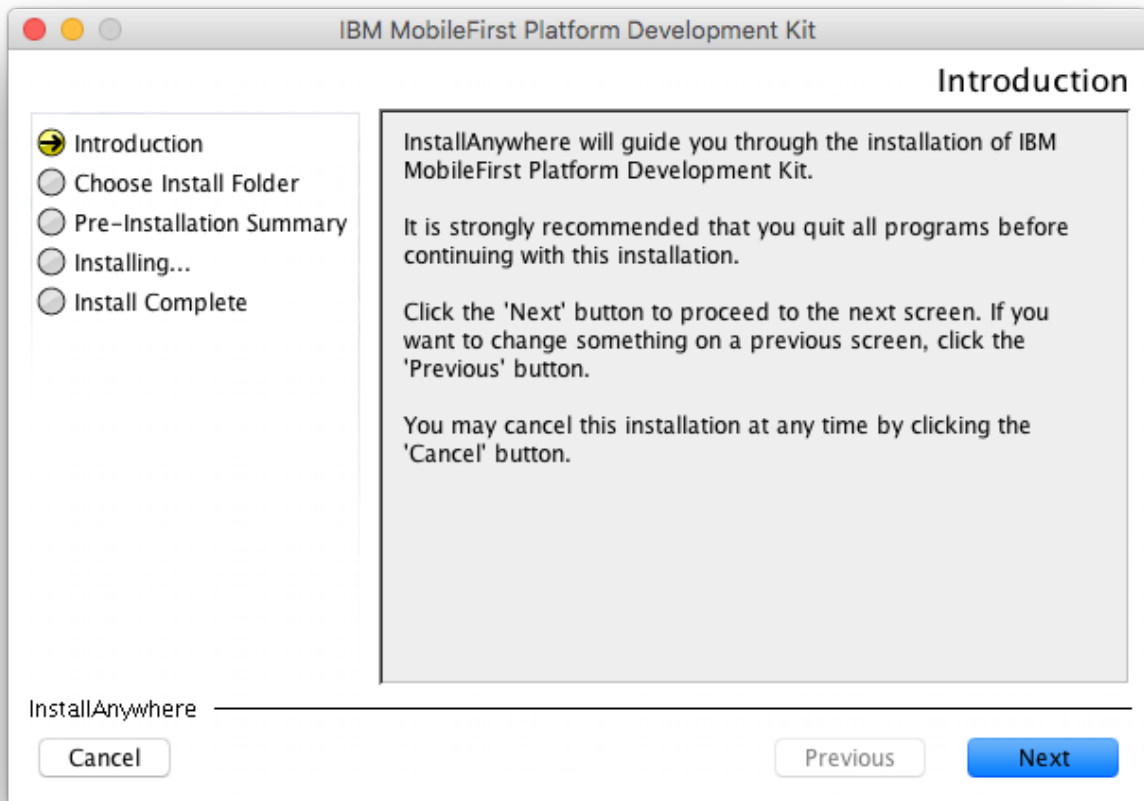 IBM MobileFirst Platform Development Kit
Introduction
Introduction
Choose Install Folder
Pre-Installation Summary
Installing...
Install Complete
InstallAnywhere will guide you through the installation of IBM
MobileFirst Platform Development Kit.
It is strongly recommended that you quit all programs before
continuing with this installation.
Click the 'Next' button to proceed to the next screen. If you
want to change something on a previous screen, click the
'Previous' button.
You may cancel this installation at any time by clicking the
'Cancel' button.
InstallAnywhere
Cancel
Previous
Next